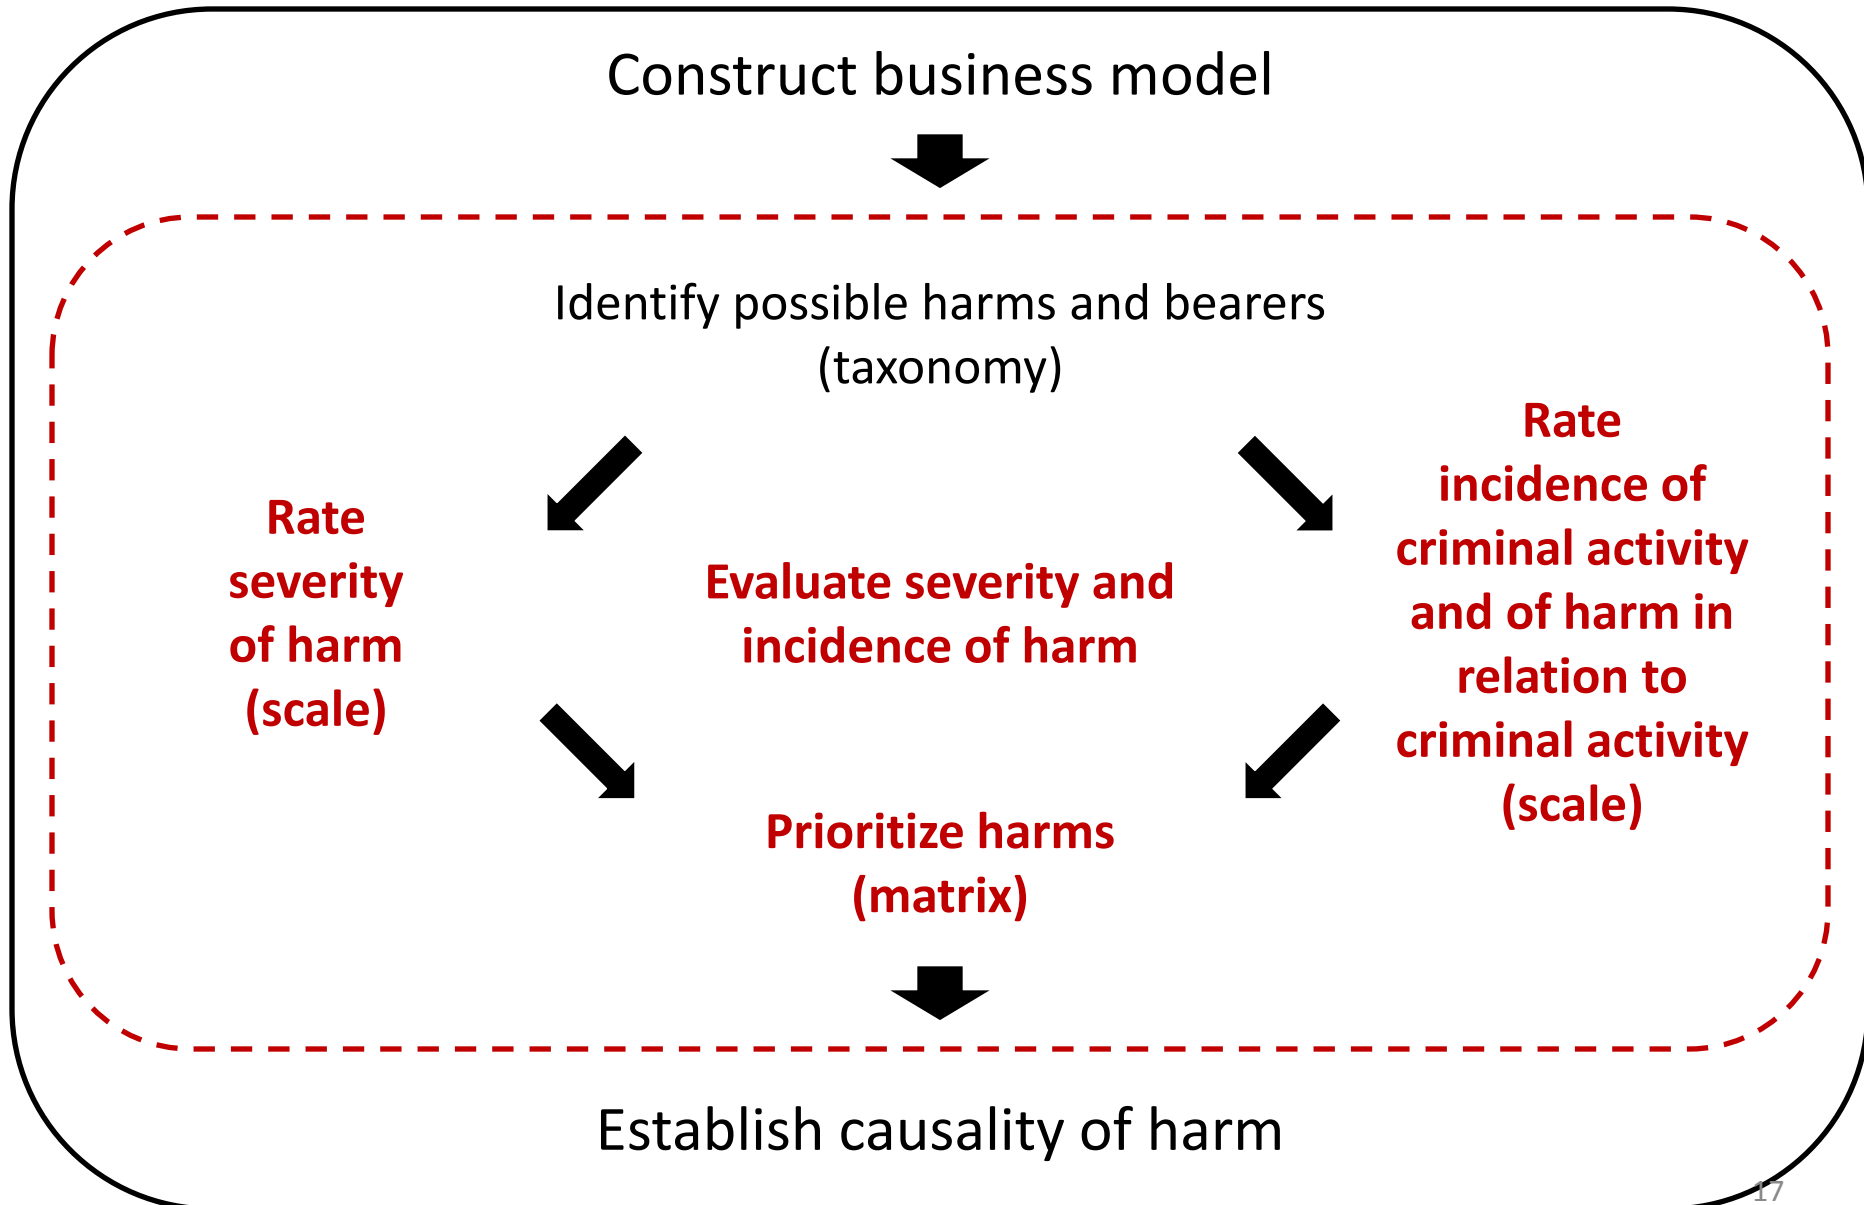 Construct business model
Identify possible harms and bearers
(taxonomy)
Rate
severity
of harm
(scale)
Evaluate severity and
incidence of harm
Rate
incidence of
criminal activity
and of harm in
relation to
criminal activity
(scale)
Prioritize harms
(matrix)
Establish causality of harm
17